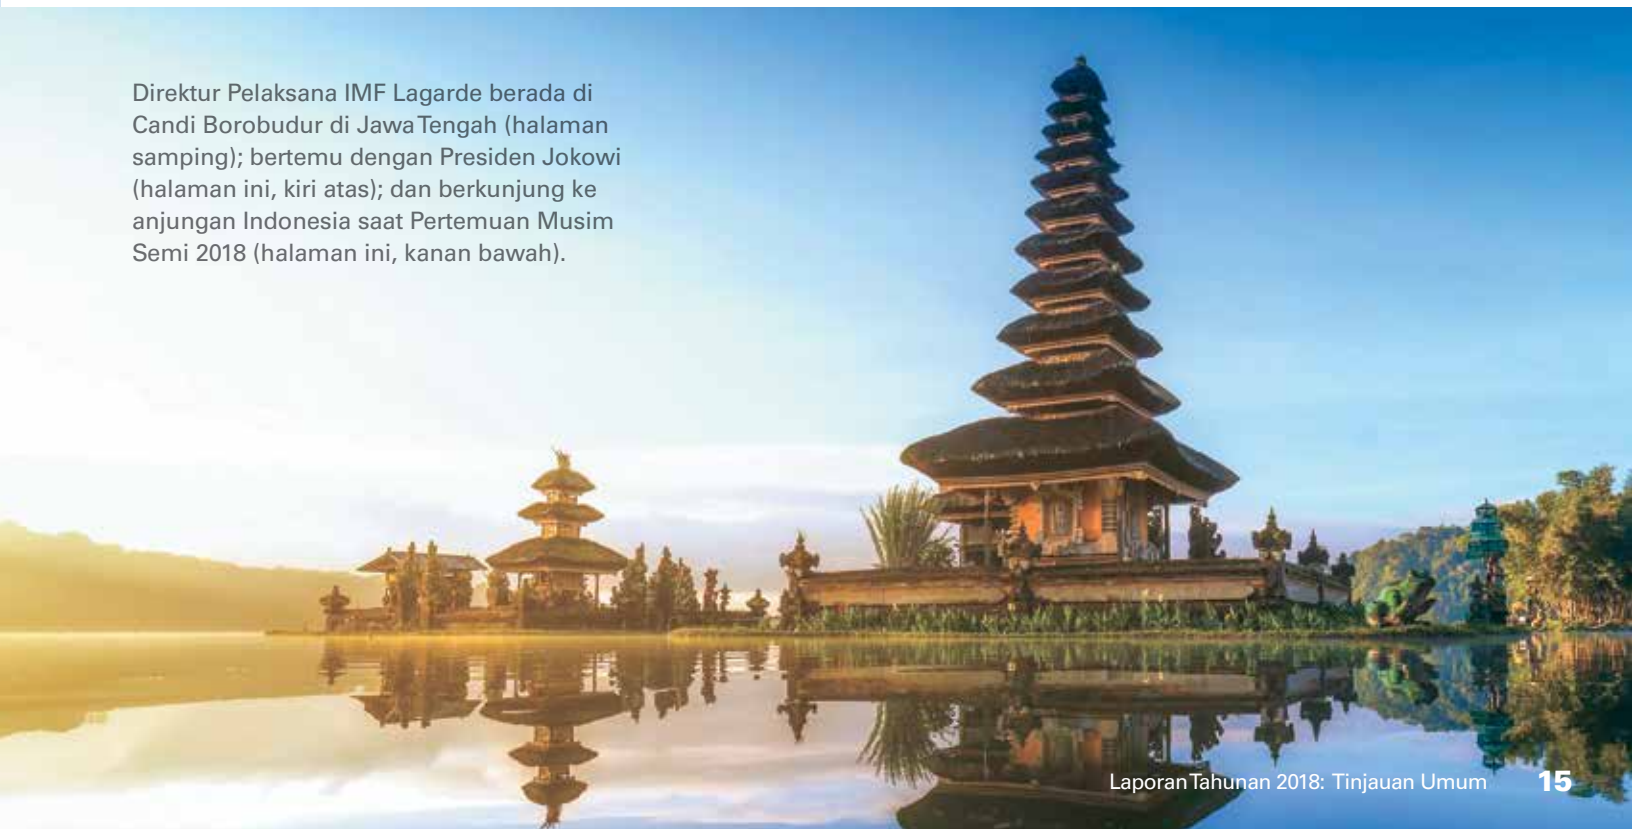 Direktur Pelaksana IMF Lagarde berada di
Candi Borobudur di Jawa Tengah (halaman
samping); bertemu dengan Presiden Jokowi
(halaman ini, kiri atas); dan berkunjung ke
anjungan Indonesia saat Pertemuan Musim
Semi 2018 (halaman ini, kanan bawah).
Laporan Tahunan 2018: Tinjauan Umum 15